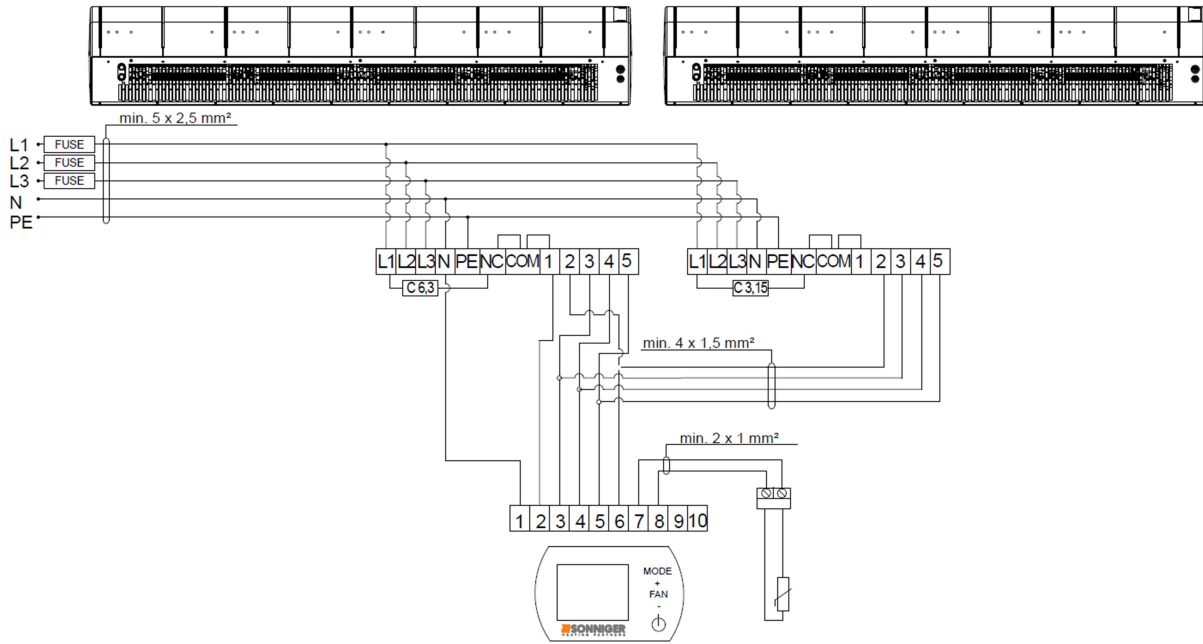 min. 5 x 2,5 mm²
L1 FUSE
L2 FUSE
L3 FUSE
N
PE
L1 L2 L3 N PE NC COM 1 2 3 4 5
C 6,3
L1 L2 L3 N PE NC COM 1 2 3 4 5
C 3,15
min. 4 x 1,5 mm²
min. 2 x 1 mm²
1 2 3 4 5 6 7 8 9 10
MODE
+
FAN
-
SONNIGER
HEATING PARTNERS